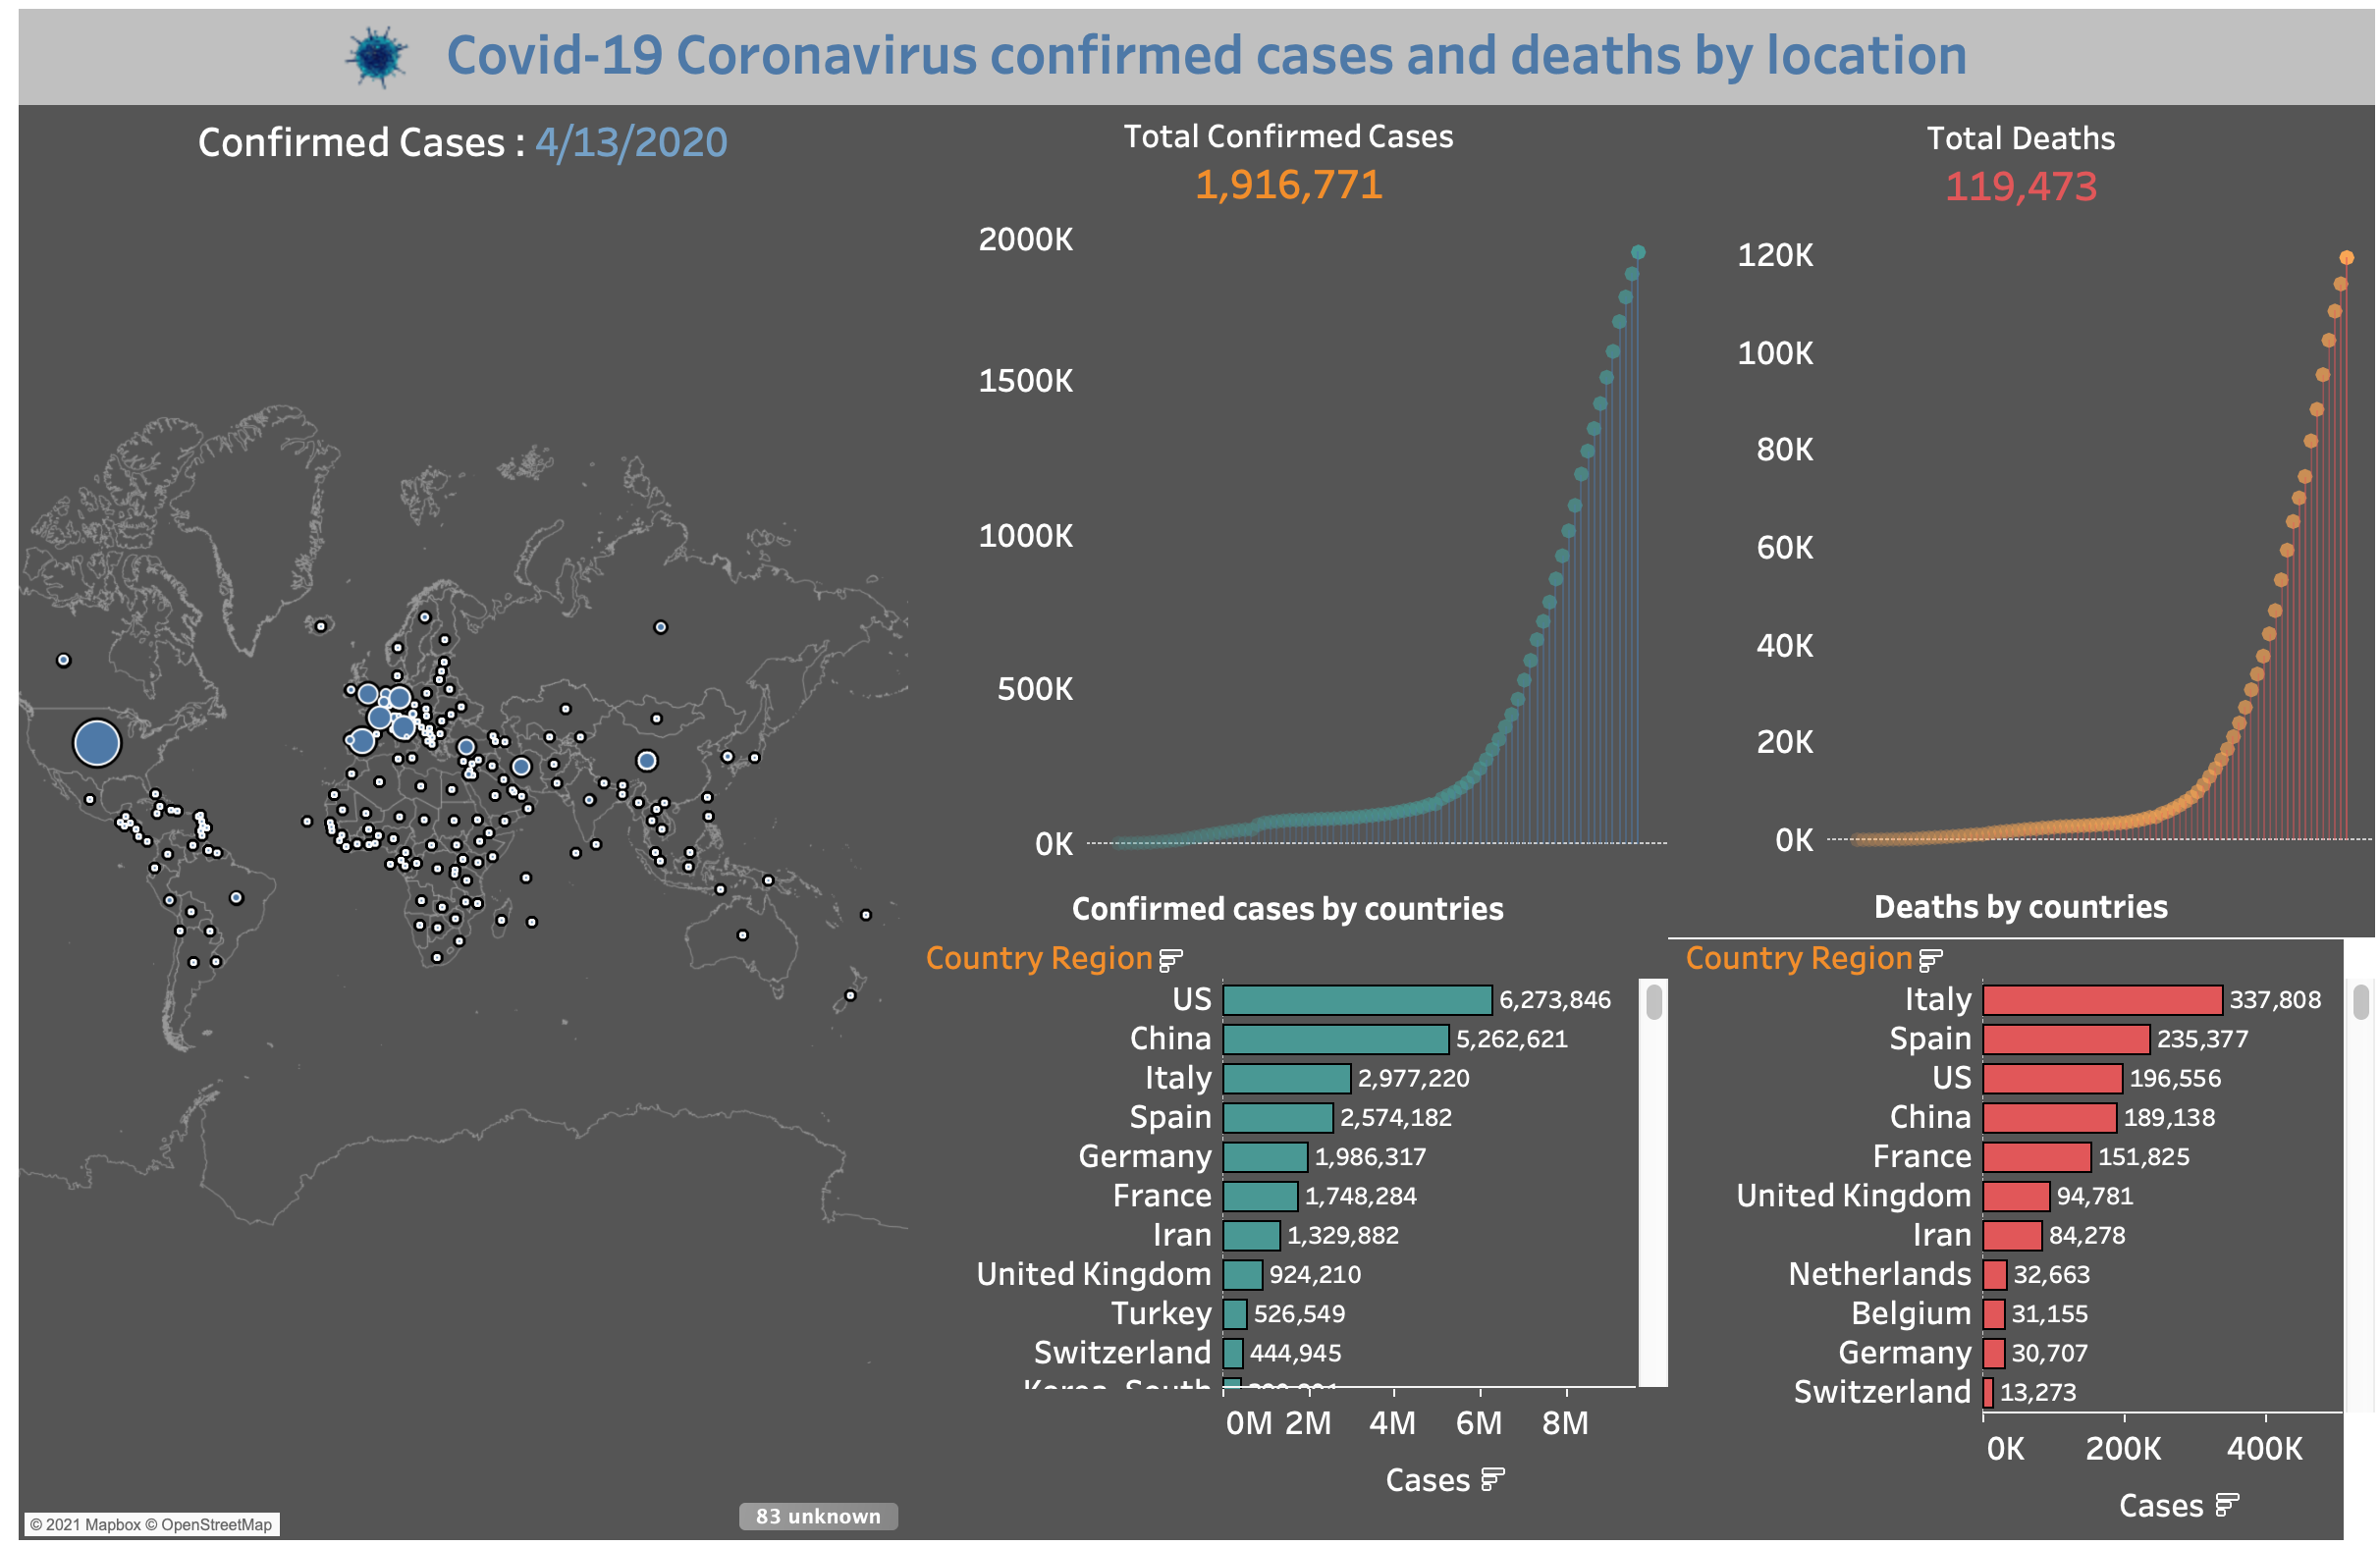 Covid-19 Coronavirus confirmed cases and deaths by location
Confirmed Cases : 4/13/2020
Total Confirmed Cases
1,916,771
2000K
1500K
1000K
500K
0K
Total Deaths
119,473
120K
100K
80K
60K
40K
20K
0K
Confirmed cases by countries
Country Region
US 6,273,846
China 5,262,621
Italy 2,977,220
Spain 2,574,182
Germany 1,986,317
France 1,748,284
Iran 1,329,882
United Kingdom 924,210
Turkey 526,549
Switzerland 444,945
Korea, South
0M 2M 4M 6M 8M
Cases
Deaths by countries
Country Region
Italy 337,808
Spain 235,377
US 196,556
China 189,138
France 151,825
United Kingdom 94,781
Iran 84,278
Netherlands 32,663
Belgium 31,155
Germany 30,707
Switzerland 13,273
0K 200K 400K
Cases
© 2021 Mapbox © OpenStreetMap
83 unknown